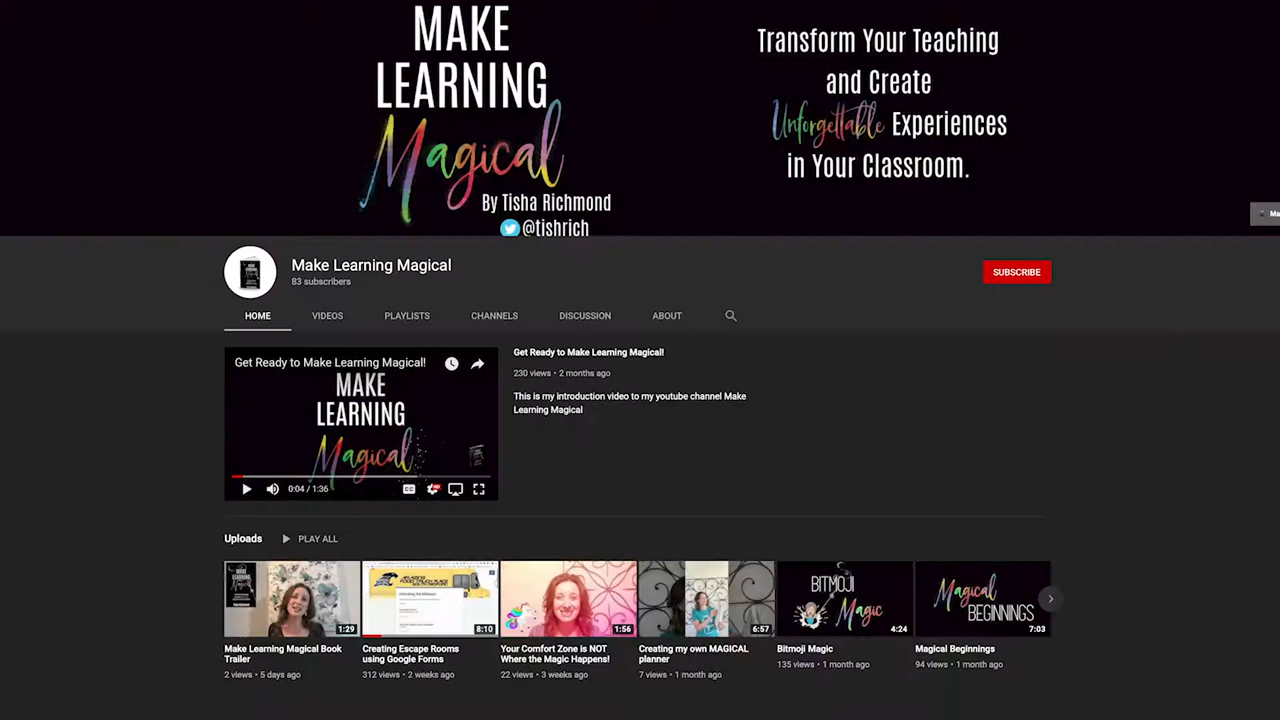 MAKE
LEARNING
Magical
By Tisha Richmond
@tishrich
Transform Your Teaching
and Create
Unforgettable Experiences
in Your Classroom.
Make Learning Magical
83 subscribers
SUBSCRIBE
HOME VIDEOS PLAYLISTS CHANNELS DISCUSSION ABOUT
Get Ready to Make Learning Magical!
MAKE
LEARNING
Magical
0:04 / 1:36
CC
HD
Get Ready to Make Learning Magical!
230 views • 2 months ago
This is my introduction video to my youtube channel Make
Learning Magical
Uploads PLAY ALL
1:29
Make Learning Magical Book
Trailer
2 views • 5 days ago
8:10
Creating Escape Rooms
using Google Forms
312 views • 2 weeks ago
1:56
Your Comfort Zone is NOT
Where the Magic Happens!
22 views • 3 weeks ago
6:57
Creating my own MAGICAL
planner
7 views • 1 month ago
BITMOJI
Magic
4:24
Bitmoji Magic
135 views • 1 month ago
Magical
BEGINNINGS
7:03
Magical Beginnings
94 views • 1 month ago